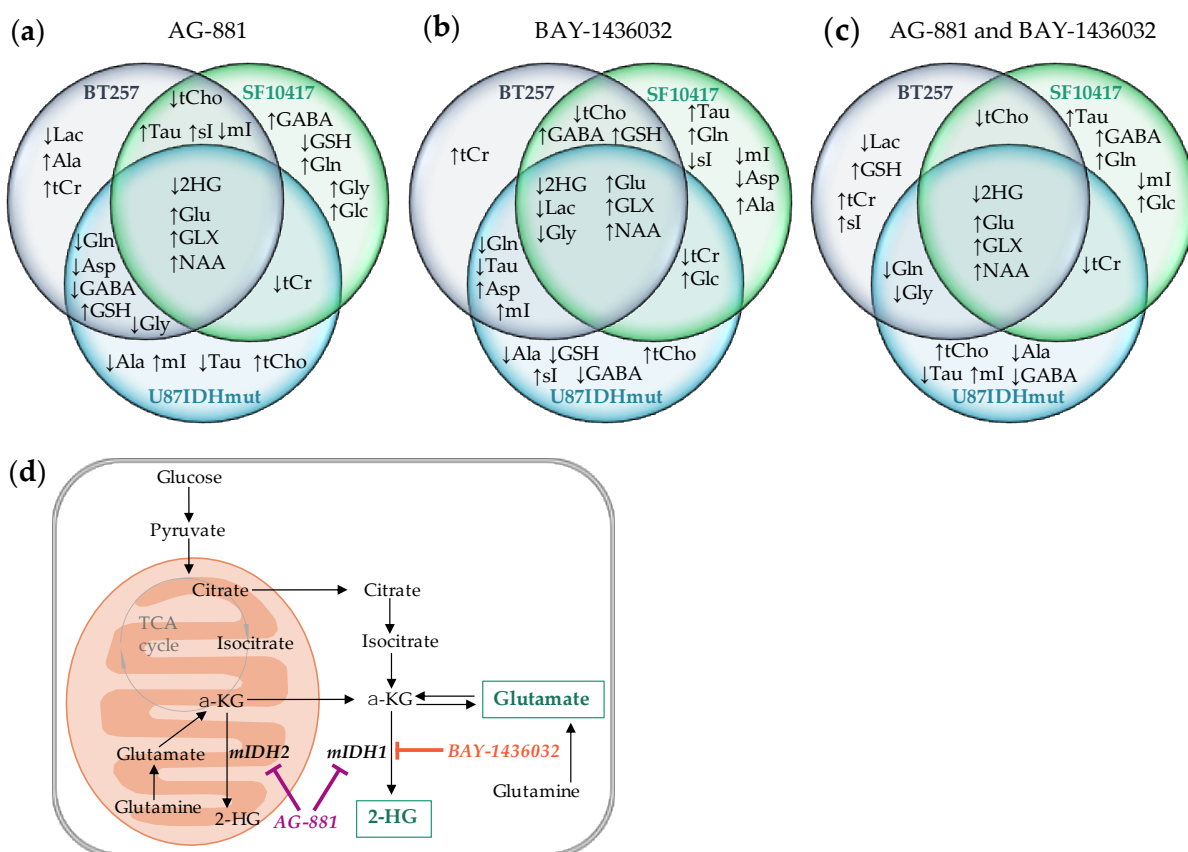 (a) AG-881
BT257
SF10417
↓Lac
↑Ala
↑tCr
↓tCho
↑Tau ↑sI ↓mI
↑GABA
↓GSH
↑Gln
↑Gly
↑Glc
↓2HG
↑Glu
↑GLX
↑NAA
↓Gln
↓Asp
↓GABA
↑GSH
↓Gly
↓tCr
↓Ala ↑mI ↓Tau ↑tCho
U87IDHmut
(b) BAY-1436032
BT257
SF10417
↑tCr
↓tCho
↑GABA ↑GSH
↑Tau
↑Gln
↓sI
↓mI
↓Asp
↑Ala
↓2HG ↑Glu
↓Lac ↑GLX
↓Gly ↑NAA
↓Gln
↓Tau
↑Asp
↑mI
↓tCr
↑Glc
↓Ala ↓GSH ↑tCho
↑sI ↓GABA
U87IDHmut
(c) AG-881 and BAY-1436032
BT257
SF10417
↓Lac
↑GSH
↑tCr
↑sI
↓tCho
↑Tau
↑GABA
↑Gln
↓mI
↑Glc
↓2HG
↑Glu
↑GLX
↑NAA
↓Gln
↓Gly
↓tCr
↑tCho ↓Ala
↓Tau ↑mI ↓GABA
U87IDHmut
(d)
Glucose
Pyruvate
Citrate
Citrate
TCA
cycle
Isocitrate
Isocitrate
a-KG
a-KG
Glutamate
Glutamate
mIDH2
mIDH1
BAY-1436032
Glutamine
Glutamine
2-HG
AG-881
2-HG